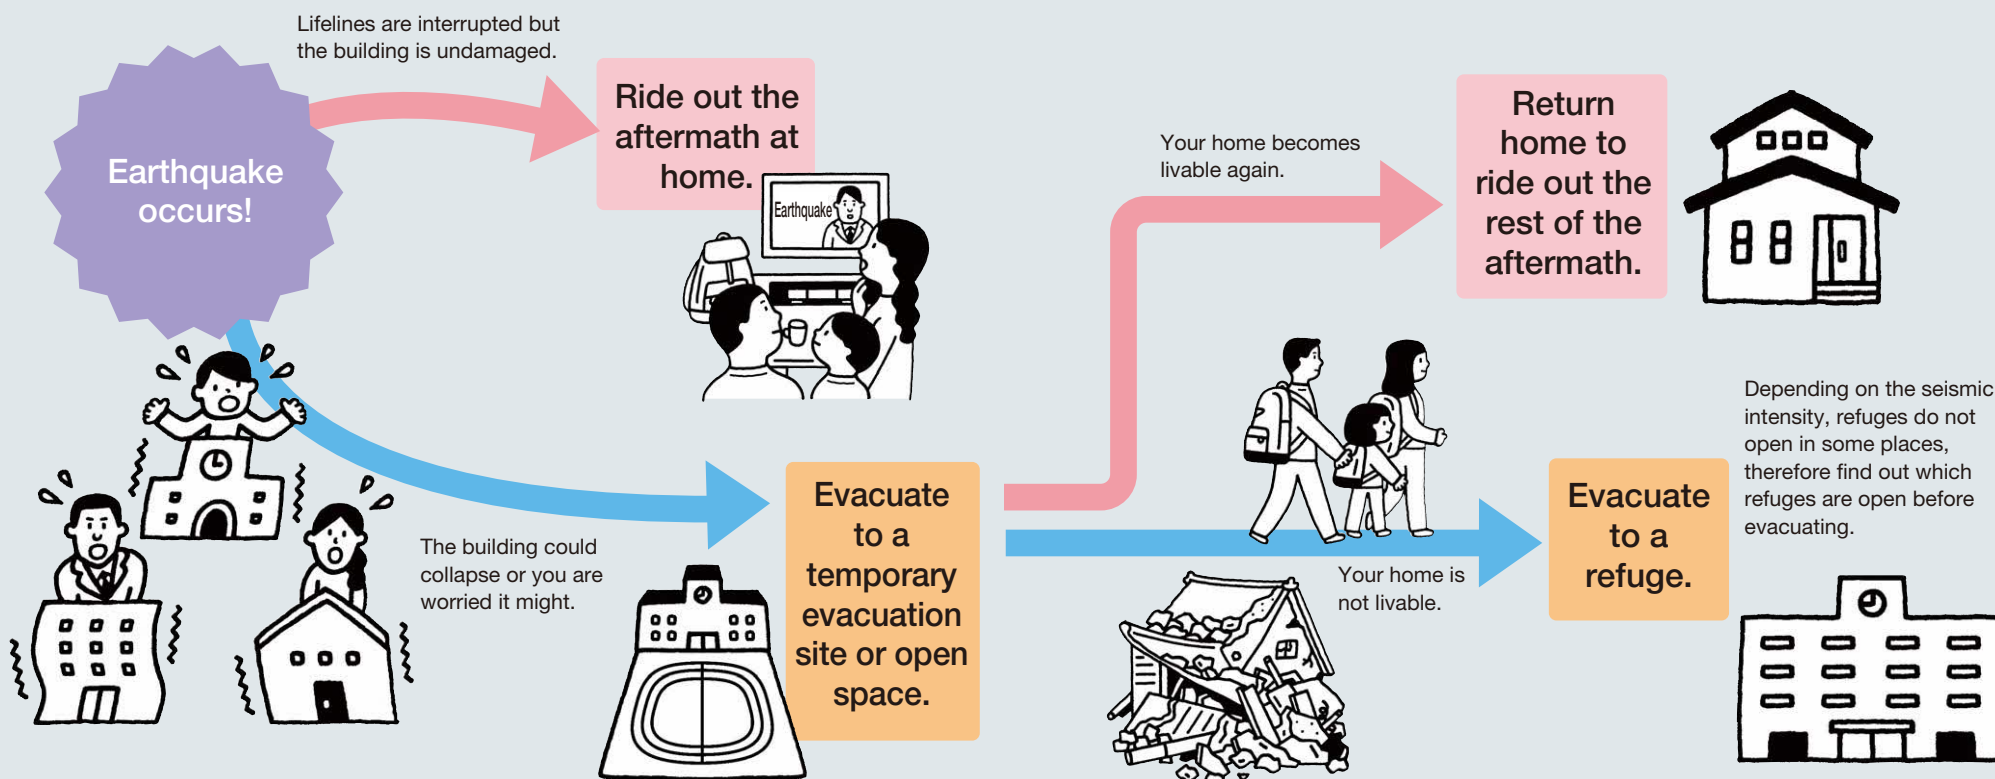 Lifelines are interrupted but
the building is undamaged.
Earthquake
occurs!
Ride out the
aftermath at
home.
Earthquake
The building could
collapse or you are
worried it might.
Evacuate
to a
temporary
evacuation
site or open
space.
Your home becomes
livable again.
Return
home to
ride out the
rest of the
aftermath.
Your home is
not livable.
Evacuate
to a
refuge.
Depending on the seismic
intensity, refuges do not
open in some places,
therefore find out which
refuges are open before
evacuating.